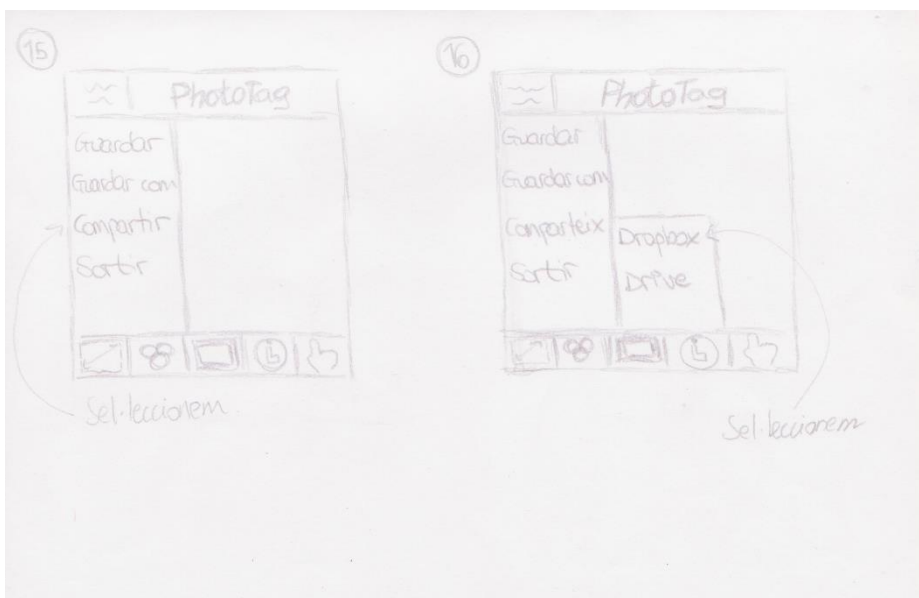 15
PhotoTag
Guardar
Guardar com
Compartir
Sortir
Sel·leccionem
16
PhotoTag
Guardar
Guardar com
Comparteix
Sortir
Dropbox
Drive
Sel·leccionem